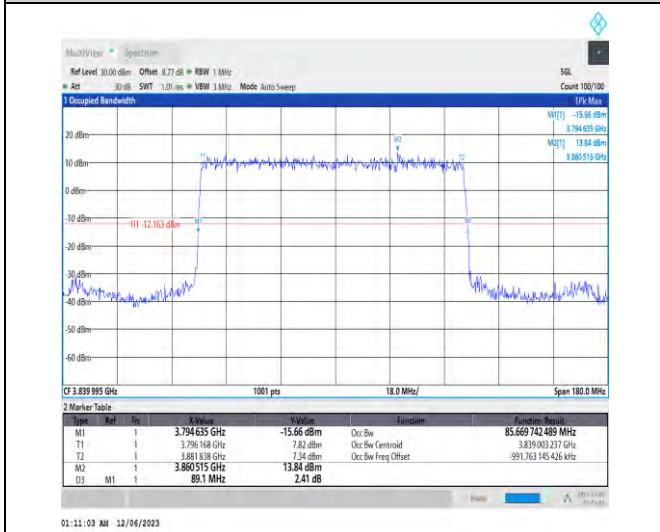 MultiView Spectrum
Ref Level 30.00 dBm Offset 8.77 dB RBW 1 MHz SGL
Att 30 dB SWT 1.01 ms VBW 3 MHz Mode Auto Sweep Count 100/100
1 Occupied Bandwidth 1Pk Max
M1[1] -15.66 dBm
3.794 635 GHz
M2[1] 13.84 dBm
3.860 515 GHz
20 dBm
M2
T1 T2
10 dBm
0 dBm
-10 dBm
H1 -12.163 dBm
M1
-20 dBm
-30 dBm
-40 dBm
-50 dBm
-60 dBm
CF 3.839 995 GHz 1001 pts 18.0 MHz/ Span 180.0 MHz
2 Marker Table
Type Ref Trc X-Value Y-Value Function Function Result
M1 1 3.794 635 GHz -15.66 dBm Occ Bw 85.669 742 489 MHz
T1 1 3.796 168 GHz 7.82 dBm Occ Bw Centroid 3.839 003 237 GHz
T2 1 3.881 838 GHz 7.34 dBm Occ Bw Freq Offset -991.763 145 426 kHz
M2 1 3.860 515 GHz 13.84 dBm
D3 M1 1 89.1 MHz 2.41 dB
01:11:03 AM 12/06/2023